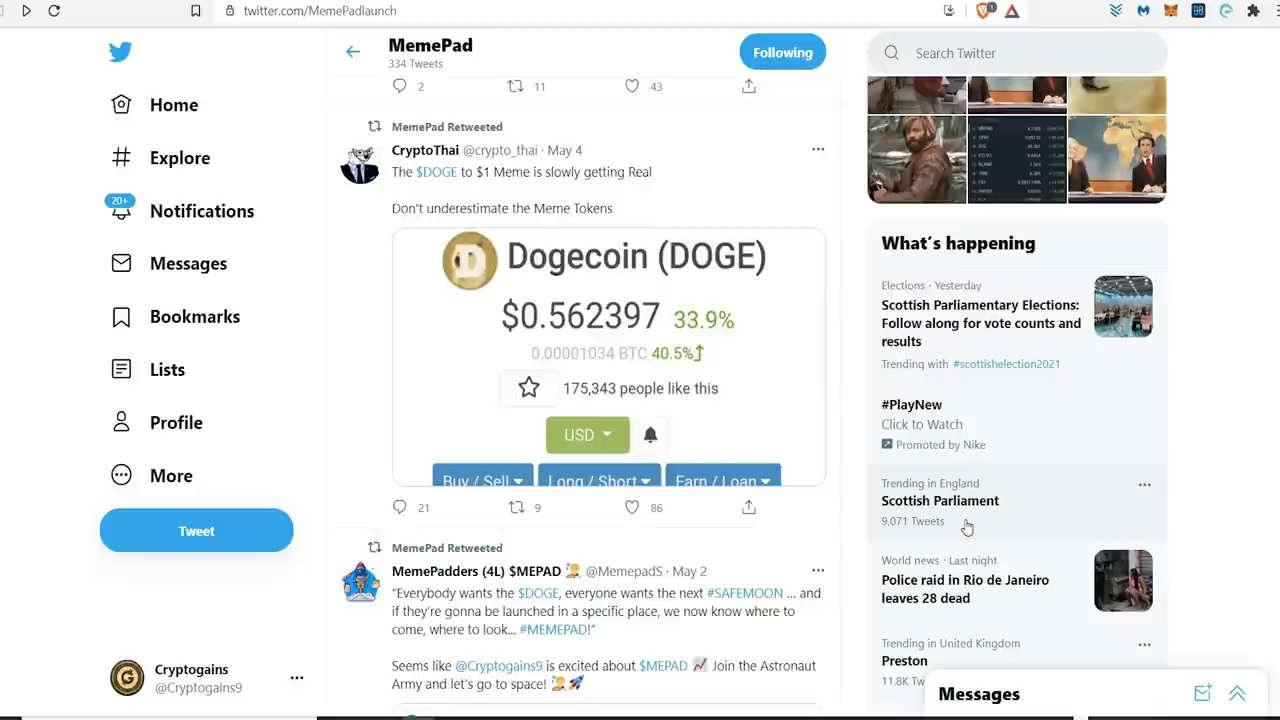 twitter.com/MemePadlaunch
Home
Explore
20+
Notifications
Messages
Bookmarks
Lists
Profile
More
Tweet
Cryptogains
@Cryptogains9
MemePad
334 Tweets
Following
2 11 43
MemePad Retweeted
CryptoThai @crypto_thai · May 4
The $DOGE to $1 Meme is slowly getting Real
Don't underestimate the Meme Tokens
Dogecoin (DOGE)
$0.562397 33.9%
0.00001034 BTC 40.5%
175,343 people like this
USD
Buy / Sell Long / Short Earn / Loan
21 9 86
MemePad Retweeted
MemePadders (4L) $MEPAD @MemepadS · May 2
“Everybody wants the $DOGE, everyone wants the next #SAFEMOON ... and
if they’re gonna be launched in a specific place, we now know where to
come, where to look... #MEMEPAD!”
Seems like @Cryptogains9 is excited about $MEPAD 📈 Join the Astronaut
Army and let's go to space!
Search Twitter
What’s happening
Elections · Yesterday
Scottish Parliamentary Elections:
Follow along for vote counts and
results
Trending with #scottishelection2021
#PlayNew
Click to Watch
Promoted by Nike
Trending in England
Scottish Parliament
9,071 Tweets
World news · Last night
Police raid in Rio de Janeiro
leaves 28 dead
Trending in United Kingdom
Preston
11.8K Tw
Messages